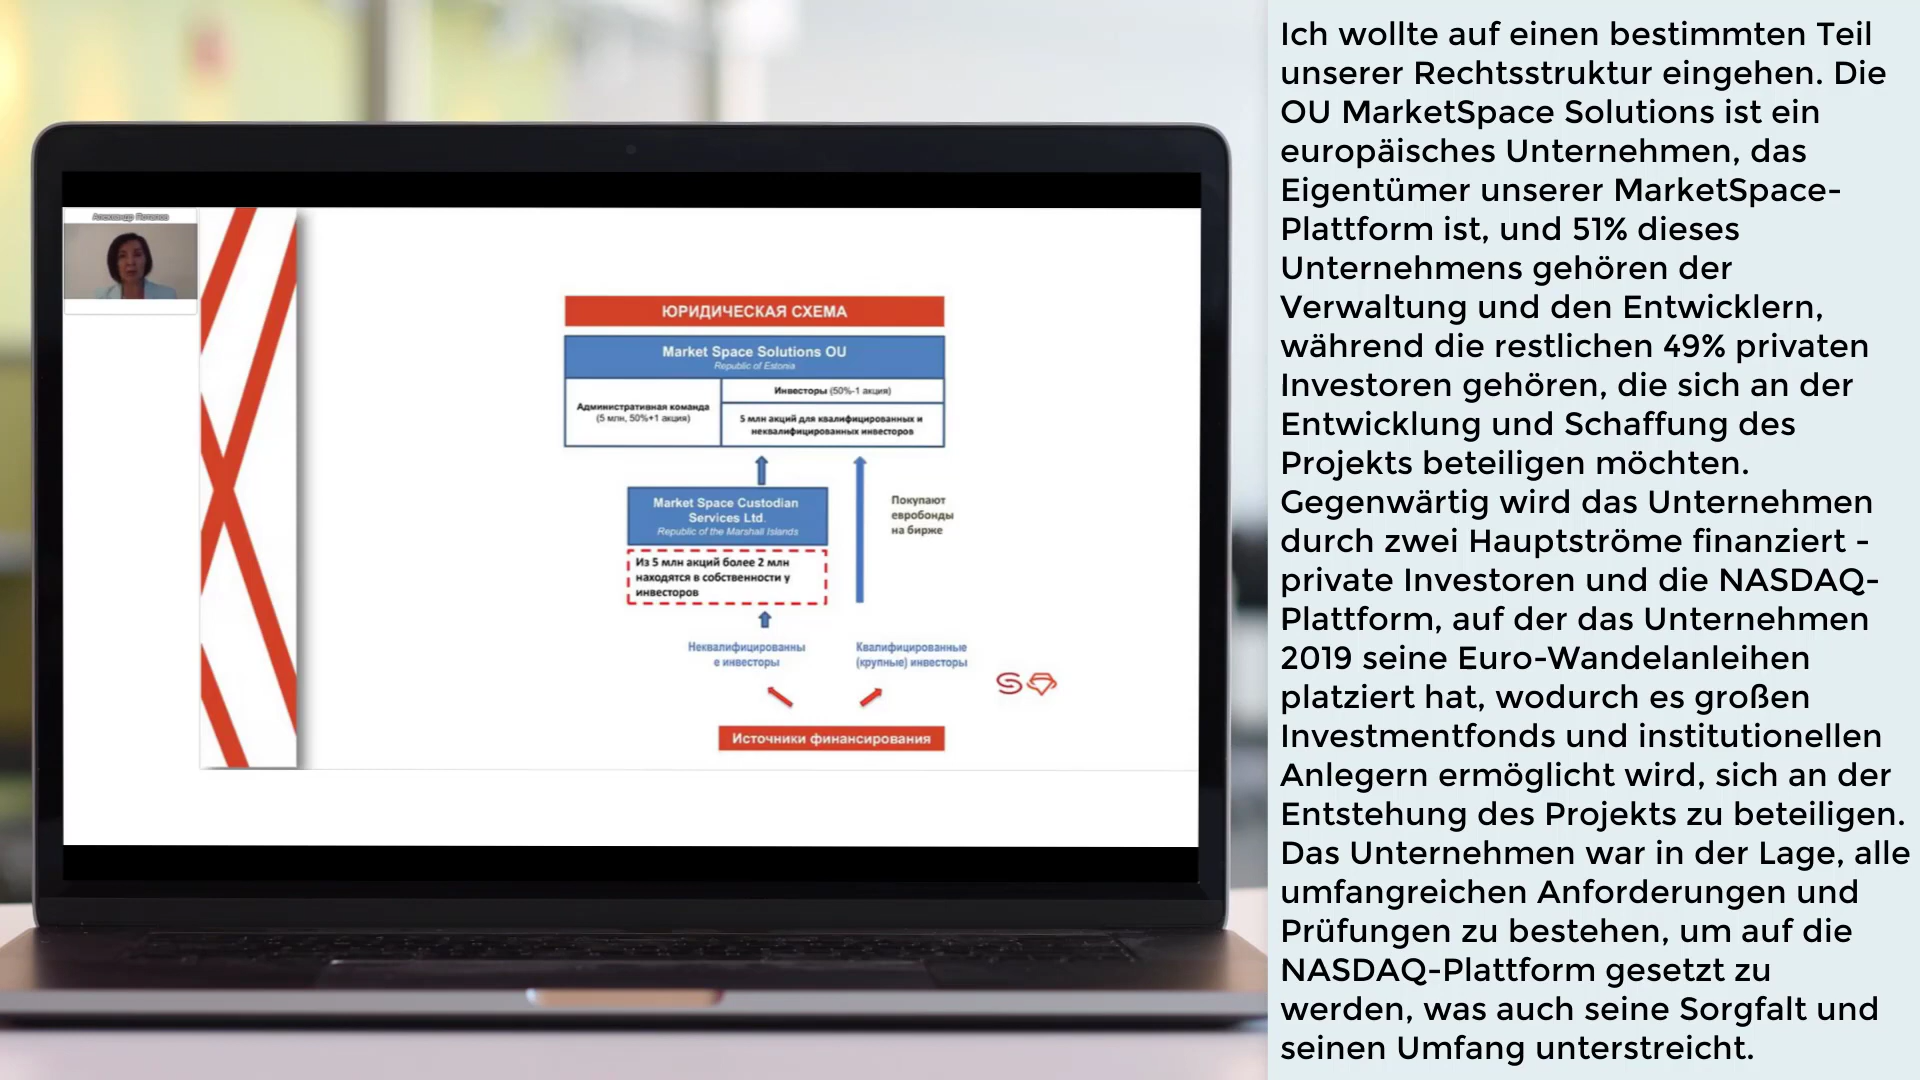 Александр Потапов
ЮРИДИЧЕСКАЯ СХЕМА
Market Space Solutions OU
Republic of Estonia
Административная команда
(5 млн, 50%+1 акция)
Инвесторы (50%-1 акция)
5 млн акций для квалифицированных и
неквалифицированных инвесторов
Market Space Custodian
Services Ltd.
Republic of the Marshall Islands
Из 5 млн акций более 2 млн
находятся в собственности у
инвесторов
Покупают
евробонды
на бирже
Неквалифицированны
е инвесторы
Квалифицированные
(крупные) инвесторы
Источники финансирования
Ich wollte auf einen bestimmten Teil
unserer Rechtsstruktur eingehen. Die
OU MarketSpace Solutions ist ein
europäisches Unternehmen, das
Eigentümer unserer MarketSpace-
Plattform ist, und 51% dieses
Unternehmens gehören der
Verwaltung und den Entwicklern,
während die restlichen 49% privaten
Investoren gehören, die sich an der
Entwicklung und Schaffung des
Projekts beteiligen möchten.
Gegenwärtig wird das Unternehmen
durch zwei Hauptströme finanziert -
private Investoren und die NASDAQ-
Plattform, auf der das Unternehmen
2019 seine Euro-Wandelanleihen
platziert hat, wodurch es großen
Investmentfonds und institutionellen
Anlegern ermöglicht wird, sich an der
Entstehung des Projekts zu beteiligen.
Das Unternehmen war in der Lage, alle
umfangreichen Anforderungen und
Prüfungen zu bestehen, um auf die
NASDAQ-Plattform gesetzt zu
werden, was auch seine Sorgfalt und
seinen Umfang unterstreicht.